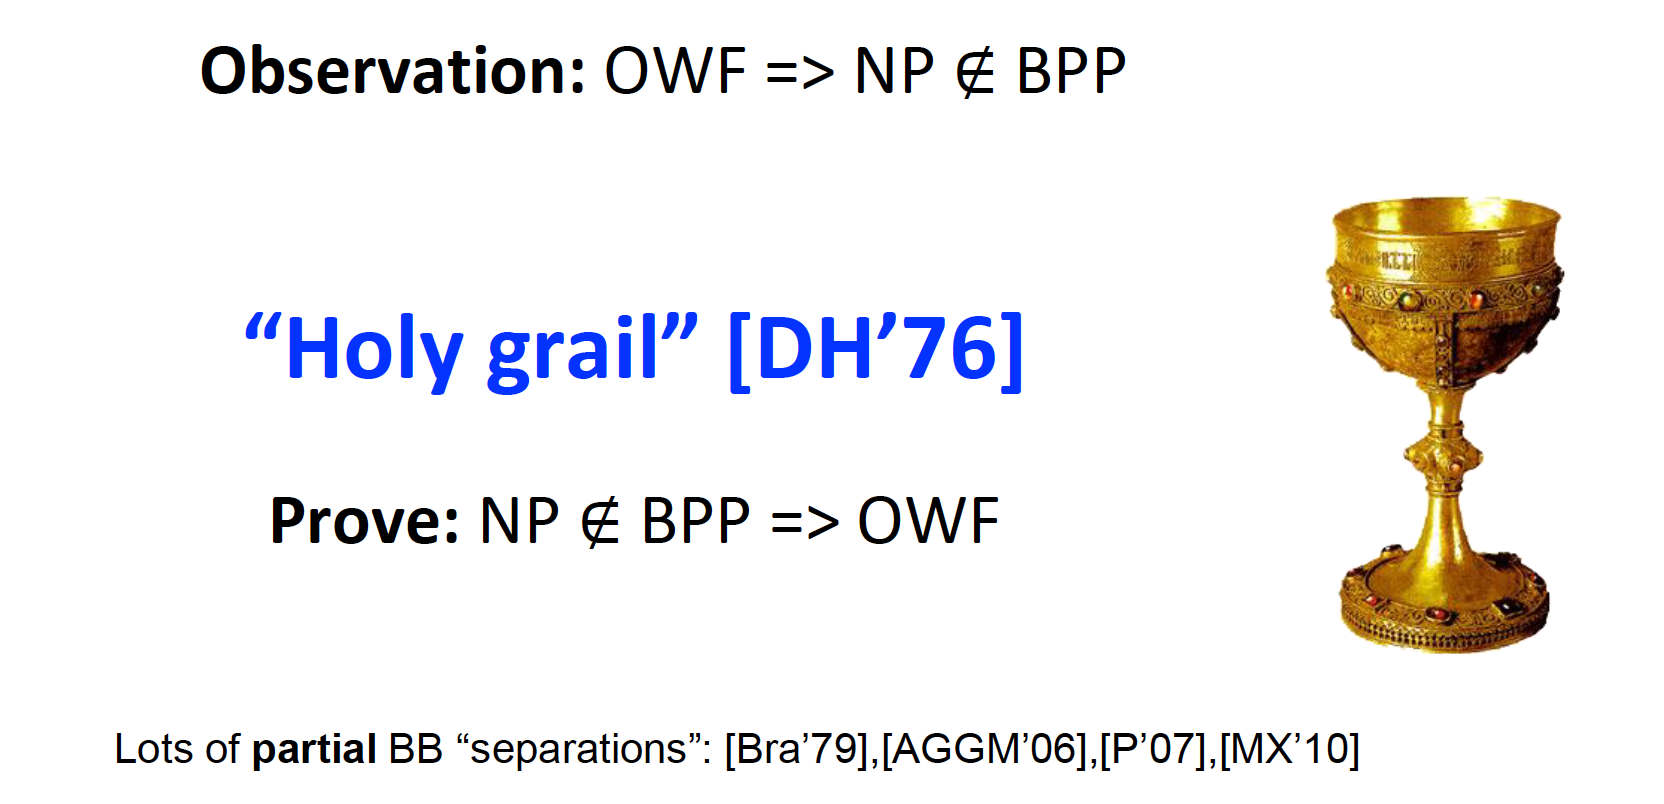 Observation: OWF => NP ∉ BPP
“Holy grail” [DH’76]
Prove: NP ∉ BPP => OWF
Lots of partial BB “separations”: [Bra’79],[AGGM’06],[P’07],[MX’10]